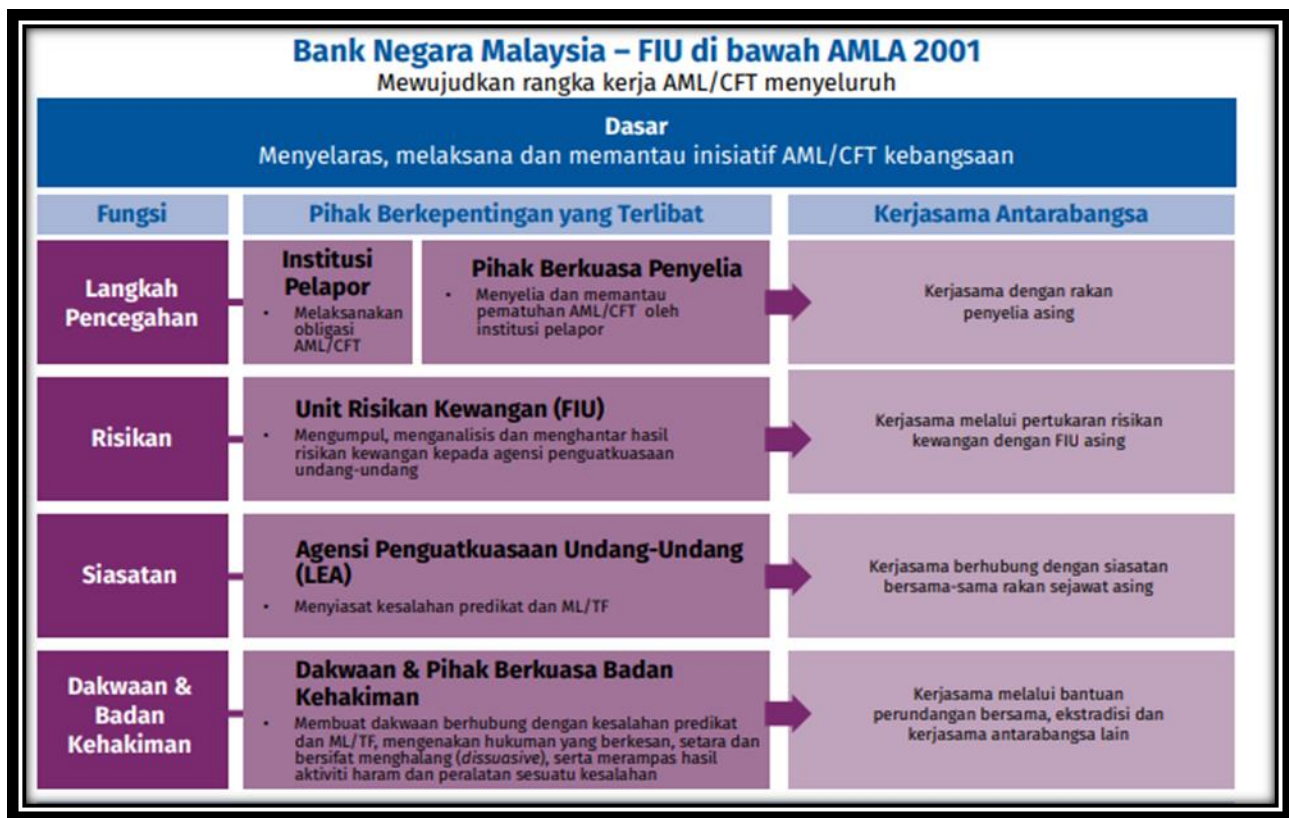 Bank Negara Malaysia – FIU di bawah AMLA 2001
Mewujudkan rangka kerja AML/CFT menyeluruh
Dasar
Menyelaras, melaksana dan memantau inisiatif AML/CFT kebangsaan
Fungsi
Pihak Berkepentingan yang Terlibat
Kerjasama Antarabangsa
Langkah
Pencegahan
Institusi
Pelapor
• Melaksanakan
obligasi
AML/CFT
Pihak Berkuasa Penyelia
• Menyelia dan memantau
pematuhan AML/CFT oleh
institusi pelapor
Kerjasama dengan rakan
penyelia asing
Risikan
Unit Risikan Kewangan (FIU)
• Mengumpul, menganalisis dan menghantar hasil
risikan kewangan kepada agensi penguatkuasaan
undang-undang
Kerjasama melalui pertukaran risikan
kewangan dengan FIU asing
Siasatan
Agensi Penguatkuasaan Undang-Undang
(LEA)
• Menyiasat kesalahan predikat dan ML/TF
Kerjasama berhubung dengan siasatan
bersama-sama rakan sejawat asing
Dakwaan &
Badan
Kehakiman
Dakwaan & Pihak Berkuasa Badan
Kehakiman
• Membuat dakwaan berhubung dengan kesalahan predikat
dan ML/TF, mengenakan hukuman yang berkesan, setara dan
bersifat menghalang (dissuasive), serta merampas hasil
aktiviti haram dan peralatan sesuatu kesalahan
Kerjasama melalui bantuan
perundangan bersama, ekstradisi dan
kerjasama antarabangsa lain